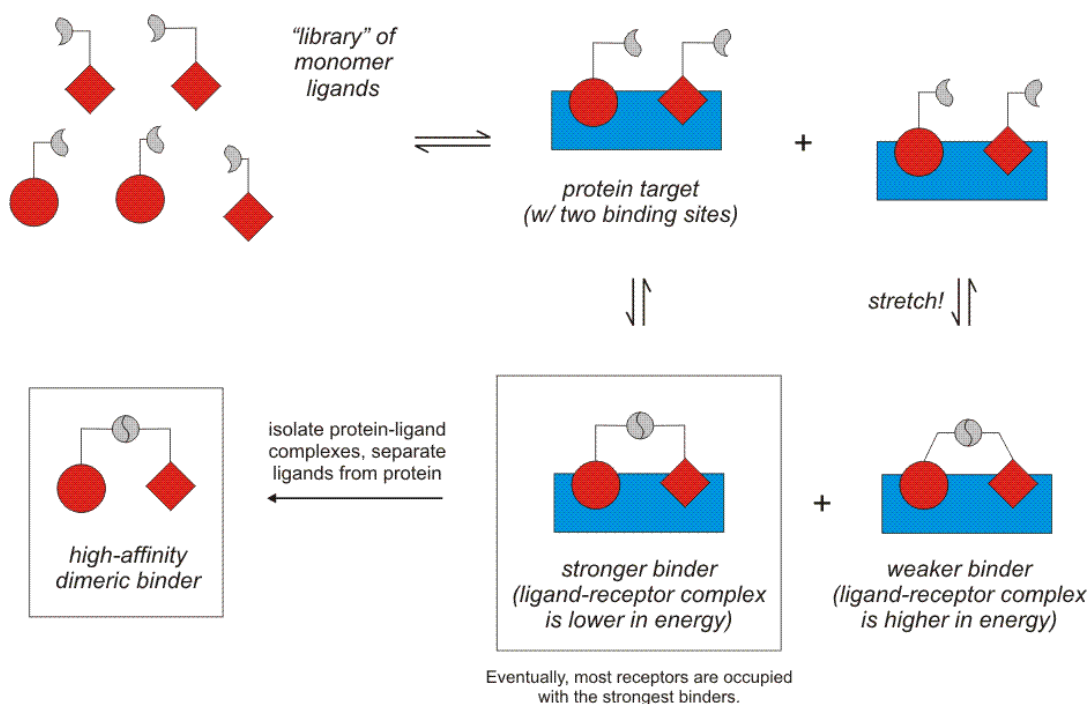 “library” of
monomer
ligands
+
protein target
(w/ two binding sites)
stretch!
isolate protein-ligand
complexes, separate
ligands from protein
+
high-affinity
dimeric binder
stronger binder
(ligand-receptor complex
is lower in energy)
weaker binder
(ligand-receptor complex
is higher in energy)
Eventually, most receptors are occupied
with the strongest binders.